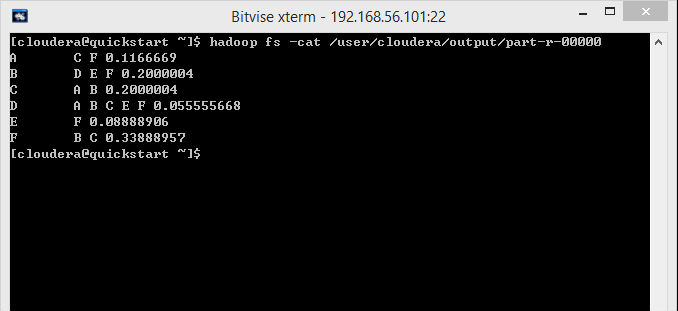 Bitvise xterm - 192.168.56.101:22
[cloudera@quickstart ~]$ hadoop fs -cat /user/cloudera/output/part-r-00000
A C F 0.1166669
B D E F 0.2000004
C A B 0.2000004
D A B C E F 0.055555668
E F 0.08888906
F B C 0.33888957
[cloudera@quickstart ~]$